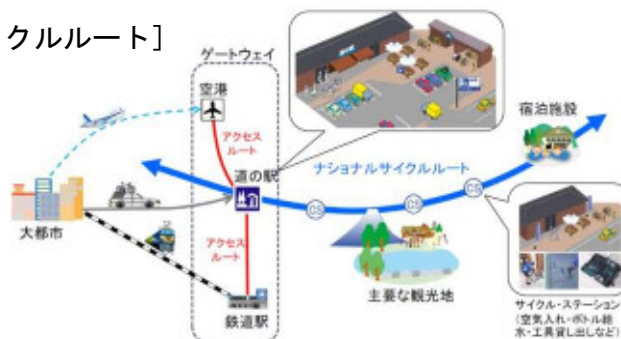 クルルート］
ゲートウェイ
空港
アクセス
ルート
道の駅
ナショナルサイクルルート
宿泊施設
CS
CS
CS
大都市
アクセス
ルート
鉄道駅
主要な観光地
サイクル・ステーション
(空気入れ・ボトル給
水・工具貸し出しなど)